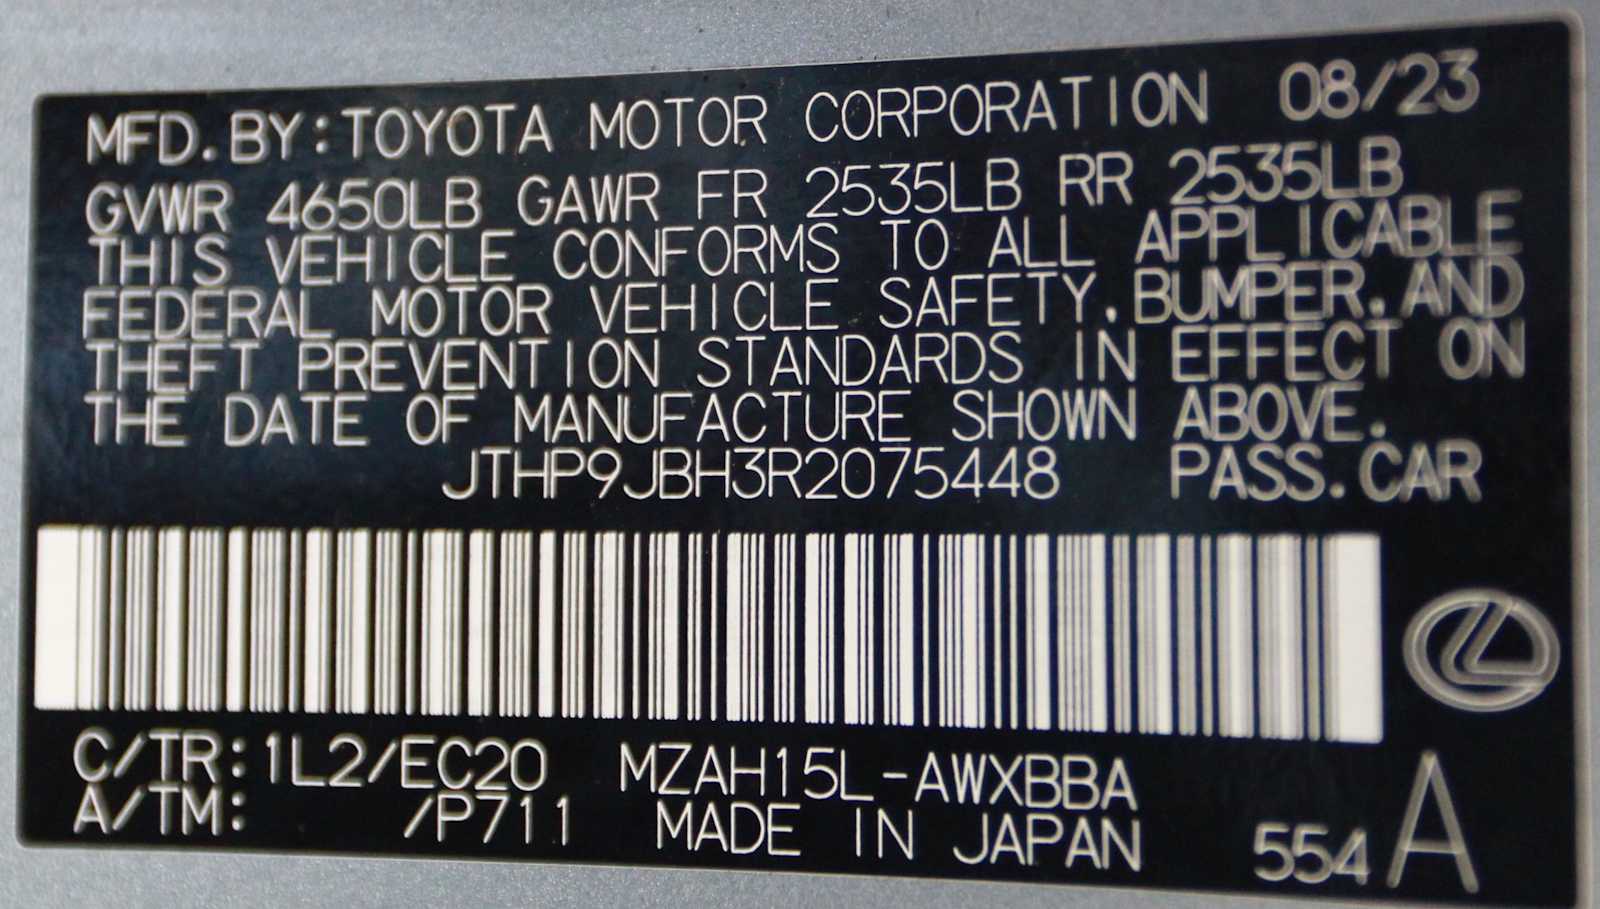 MFD. BY: TOYOTA MOTOR CORPORATION 08/23
GVWR 4650LB GAWR FR 2535LB RR 2535LB
THIS VEHICLE CONFORMS TO ALL APPLICABLE
FEDERAL MOTOR VEHICLE SAFETY, BUMPER, AND
THEFT PREVENTION STANDARDS IN EFFECT ON
THE DATE OF MANUFACTURE SHOWN ABOVE.
JTHP9JBH3R2075448 PASS. CAR
C/TR: 1L2/EC20 MZAH15L-AWXBBA
A/TM: /P711 MADE IN JAPAN 554 A